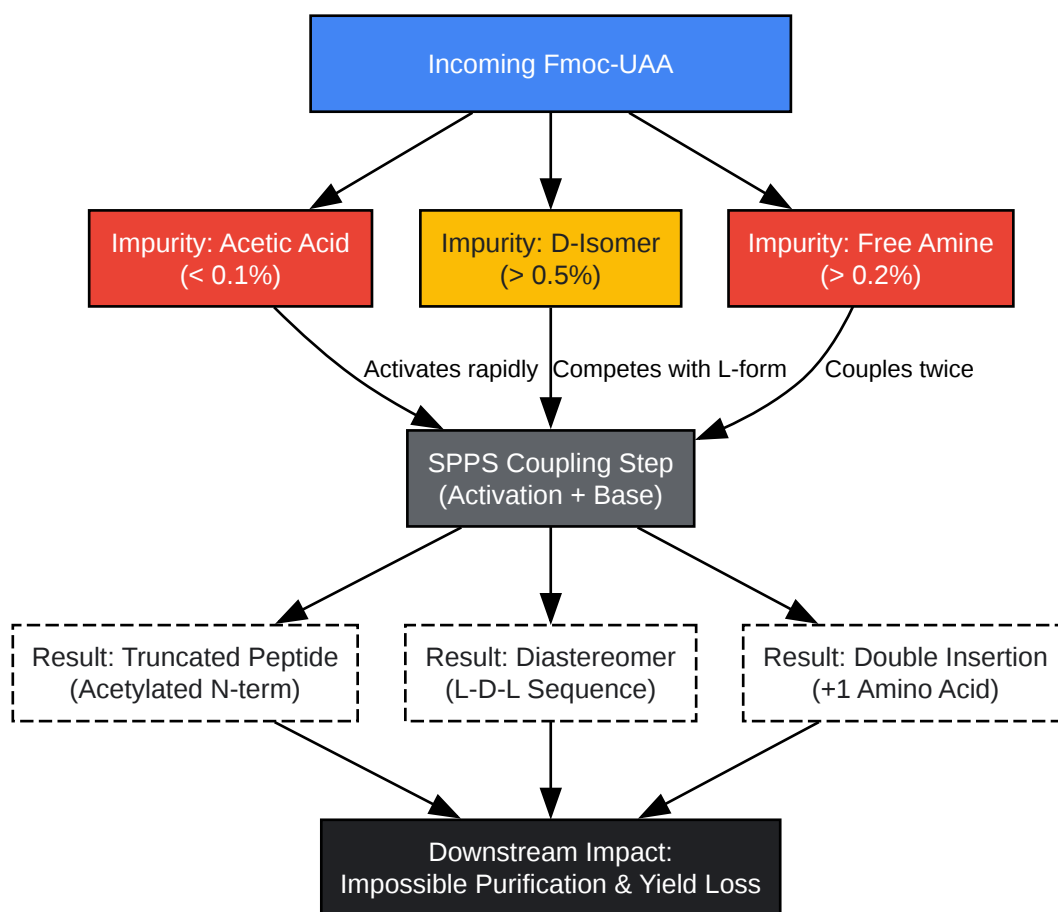 Incoming Fmoc-UAA
Impurity: Acetic Acid
(< 0.1%)
Impurity: D-Isomer
(> 0.5%)
Impurity: Free Amine
(> 0.2%)
Activates rapidly
Competes with L-form
Couples twice
SPPS Coupling Step
(Activation + Base)
Result: Truncated Peptide
(Acetylated N-term)
Result: Diastereomer
(L-D-L Sequence)
Result: Double Insertion
(+1 Amino Acid)
Downstream Impact:
Impossible Purification & Yield Loss